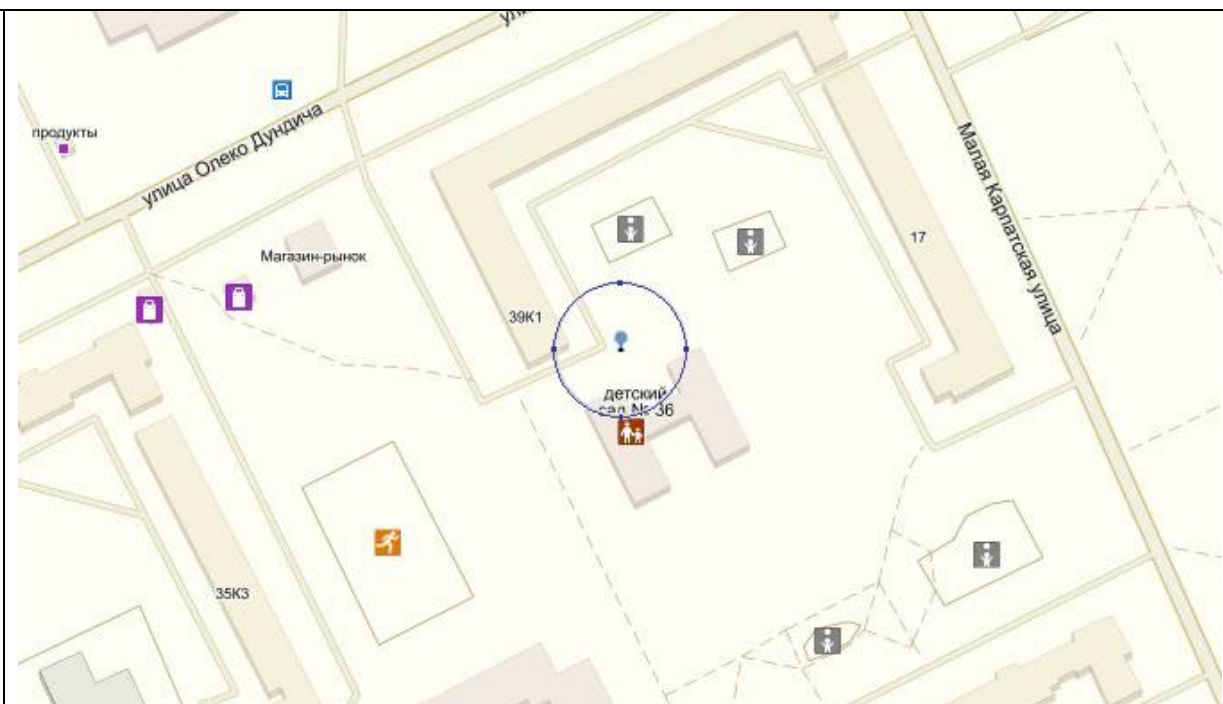 продукты
улица Олеко Дундича
Магазин-рынок
39К1
17
Малая Карпатская улица
детский
сад № 36
35К3